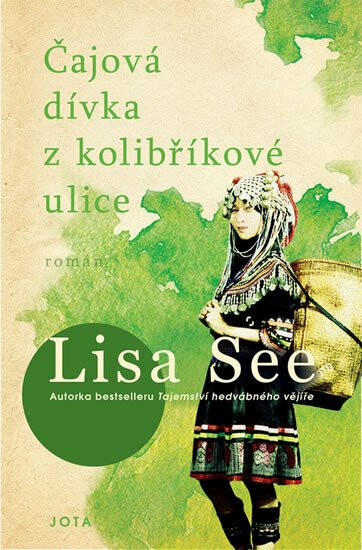 Čajová
dívka
z kolibříkové
ulice
román
Lisa See
Autorka bestselleru Tajemství hedvábného vějíře
JOTA